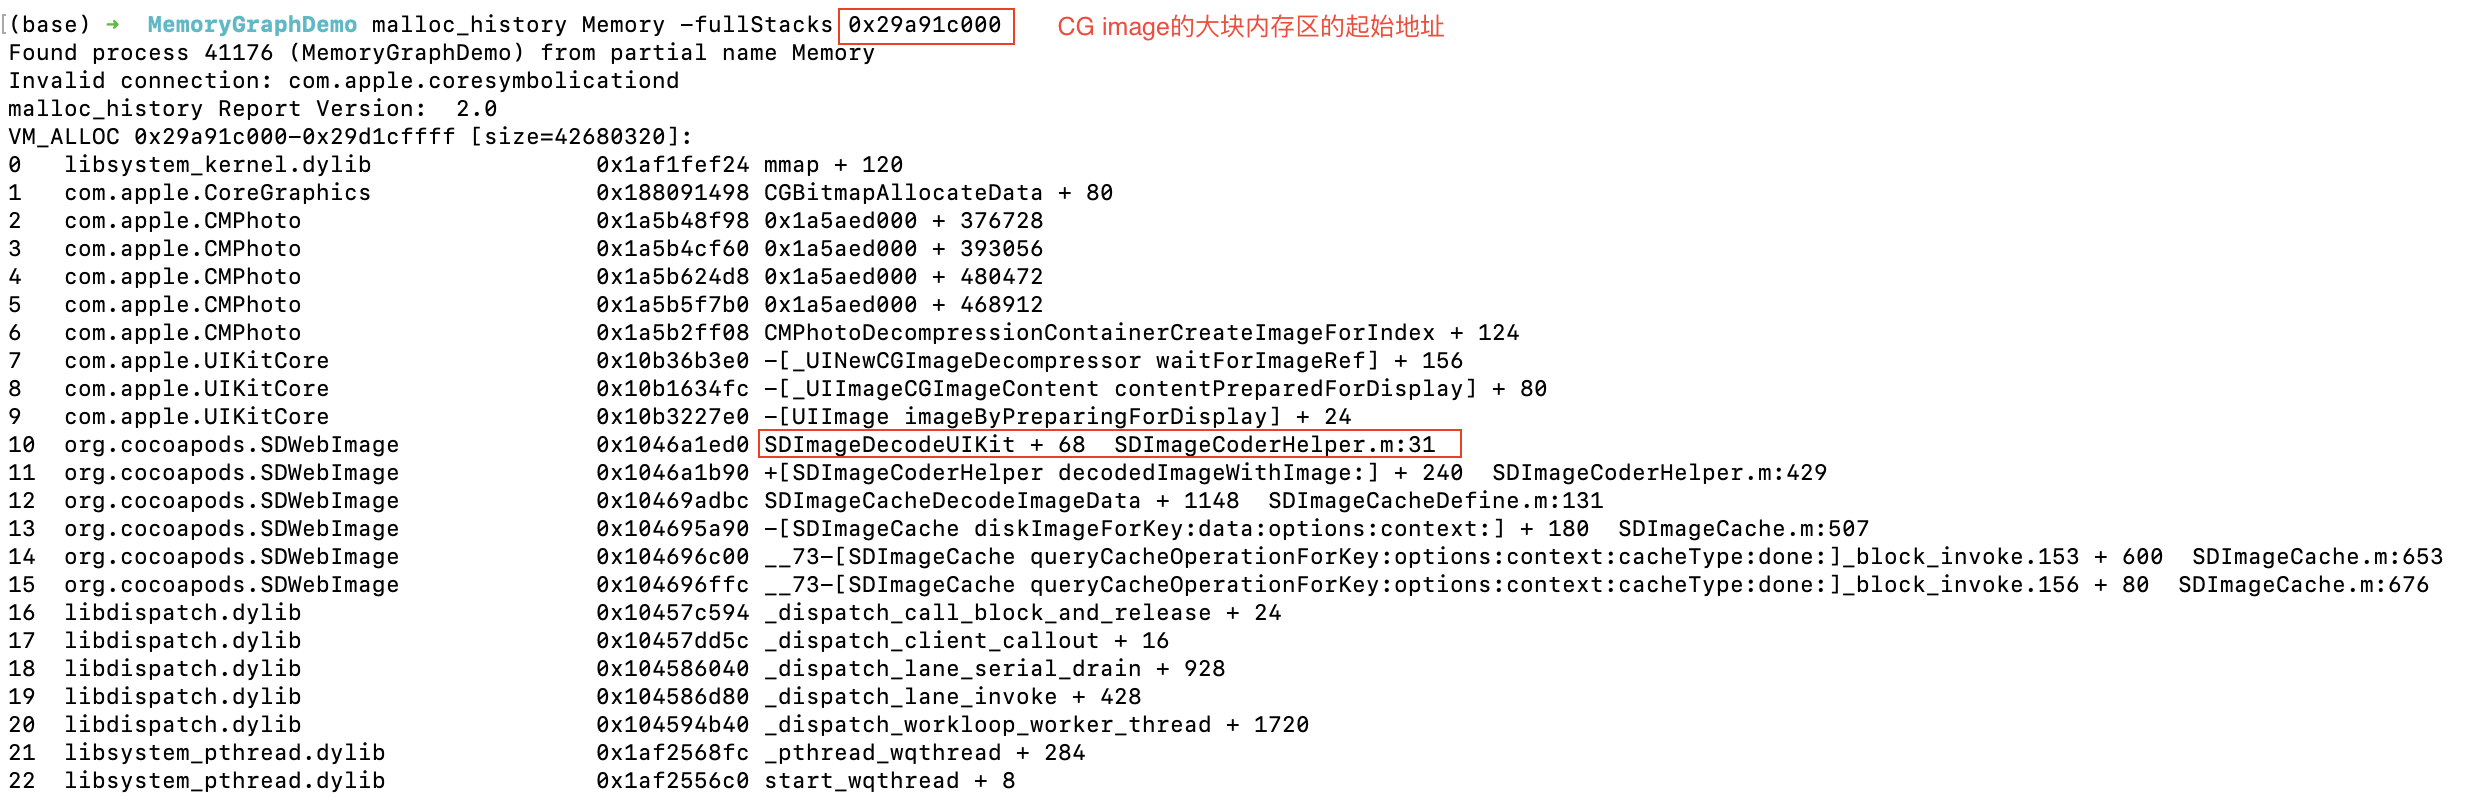 (base) ➜  MemoryGraphDemo malloc_history Memory -fullStacks 0x29a91c000 CG image的大块内存区的起始地址
Found process 41176 (MemoryGraphDemo) from partial name Memory
Invalid connection: com.apple.coresymbolicationd
malloc_history Report Version:  2.0
VM_ALLOC 0x29a91c000-0x29d1cffff [size=42680320]:
0   libsystem_kernel.dylib              0x1af1fef24 mmap + 120
1   com.apple.CoreGraphics              0x188091498 CGBitmapAllocateData + 80
2   com.apple.CMPhoto                   0x1a5b48f98 0x1a5aed000 + 376728
3   com.apple.CMPhoto                   0x1a5b4cf60 0x1a5aed000 + 393056
4   com.apple.CMPhoto                   0x1a5b624d8 0x1a5aed000 + 480472
5   com.apple.CMPhoto                   0x1a5b5f7b0 0x1a5aed000 + 468912
6   com.apple.CMPhoto                   0x1a5b2ff08 CMPhotoDecompressionContainerCreateImageForIndex + 124
7   com.apple.UIKitCore                 0x10b36b3e0 -[_UINewCGImageDecompressor waitForImageRef] + 156
8   com.apple.UIKitCore                 0x10b1634fc -[_UIImageCGImageContent contentPreparedForDisplay] + 80
9   com.apple.UIKitCore                 0x10b3227e0 -[UIImage imageByPreparingForDisplay] + 24
10  org.cocoapods.SDWebImage            0x1046a1ed0 SDImageDecodeUIKit + 68  SDImageCoderHelper.m:31
11  org.cocoapods.SDWebImage            0x1046a1b90 +[SDImageCoderHelper decodedImageWithImage:] + 240  SDImageCoderHelper.m:429
12  org.cocoapods.SDWebImage            0x10469adbc SDImageCacheDecodeImageData + 1148  SDImageCacheDefine.m:131
13  org.cocoapods.SDWebImage            0x104695a90 -[SDImageCache diskImageForKey:data:options:context:] + 180  SDImageCache.m:507
14  org.cocoapods.SDWebImage            0x104696c00 __73-[SDImageCache queryCacheOperationForKey:options:context:cacheType:done:]_block_invoke.153 + 600  SDImageCache.m:653
15  org.cocoapods.SDWebImage            0x104696ffc __73-[SDImageCache queryCacheOperationForKey:options:context:cacheType:done:]_block_invoke.156 + 80  SDImageCache.m:676
16  libdispatch.dylib                   0x10457c594 _dispatch_call_block_and_release + 24
17  libdispatch.dylib                   0x10457dd5c _dispatch_client_callout + 16
18  libdispatch.dylib                   0x104586040 _dispatch_lane_serial_drain + 928
19  libdispatch.dylib                   0x104586d80 _dispatch_lane_invoke + 428
20  libdispatch.dylib                   0x104594b40 _dispatch_workloop_worker_thread + 1720
21  libsystem_pthread.dylib             0x1af2568fc _pthread_wqthread + 284
22  libsystem_pthread.dylib             0x1af2556c0 start_wqthread + 8